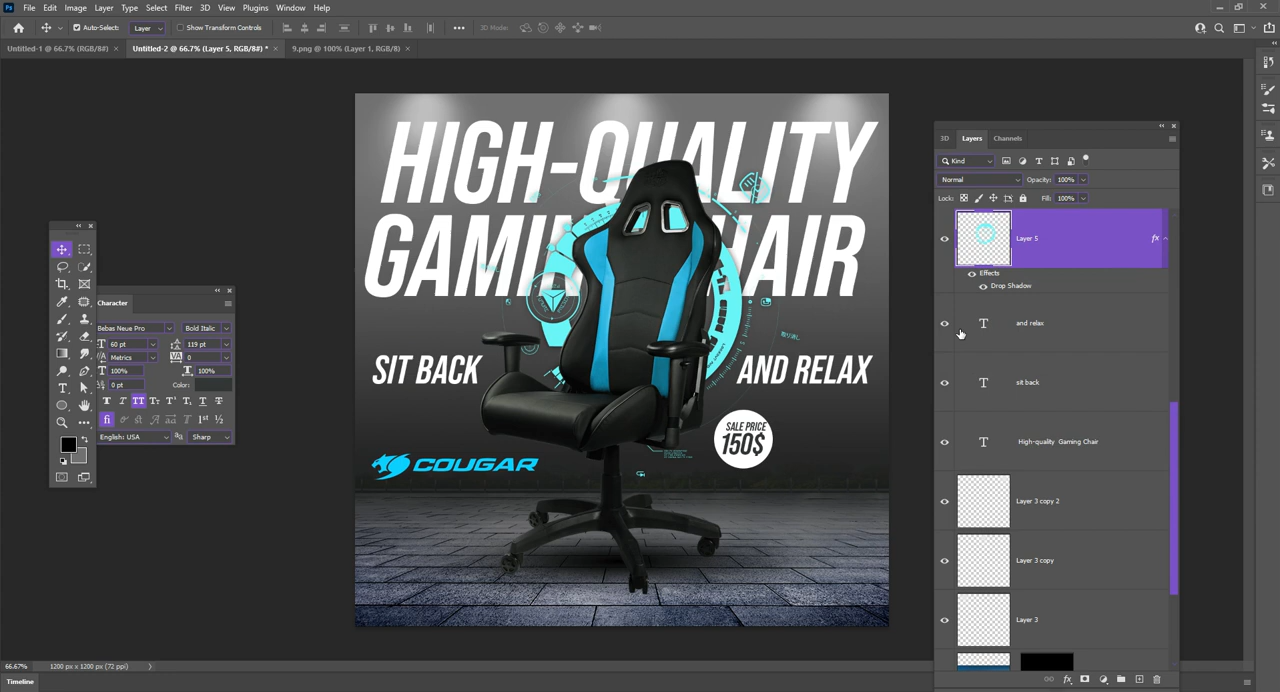 File Edit Image Layer Type Select Filter 3D View Plugins Window Help
Auto-Select: Layer Show Transform Controls 3D Mode:
Untitled-1 @ 66.7% (RGB/8#) × Untitled-2 @ 66.7% (Layer 5, RGB/8#) * × 9.png @ 100% (Layer 1, RGB/8) ×
HIGH-QUALITY
GAMING CHAIR
SIT BACK AND RELAX
SALE PRICE
150$
COUGAR
Character
Bebas Neue Pro Bold Italic
60 pt 119 pt
Metrics 0
100% 100%
0 pt Color:
English: USA Sharp
3D Layers Channels
Kind
Normal Opacity: 100%
Lock: Fill: 100%
Layer 5 fx
Effects
Drop Shadow
and relax
sit back
High-quality Gaming Chair
Layer 3 copy 2
Layer 3 copy
Layer 3
66.67% 1200 px x 1200 px (72 ppi)
Timeline